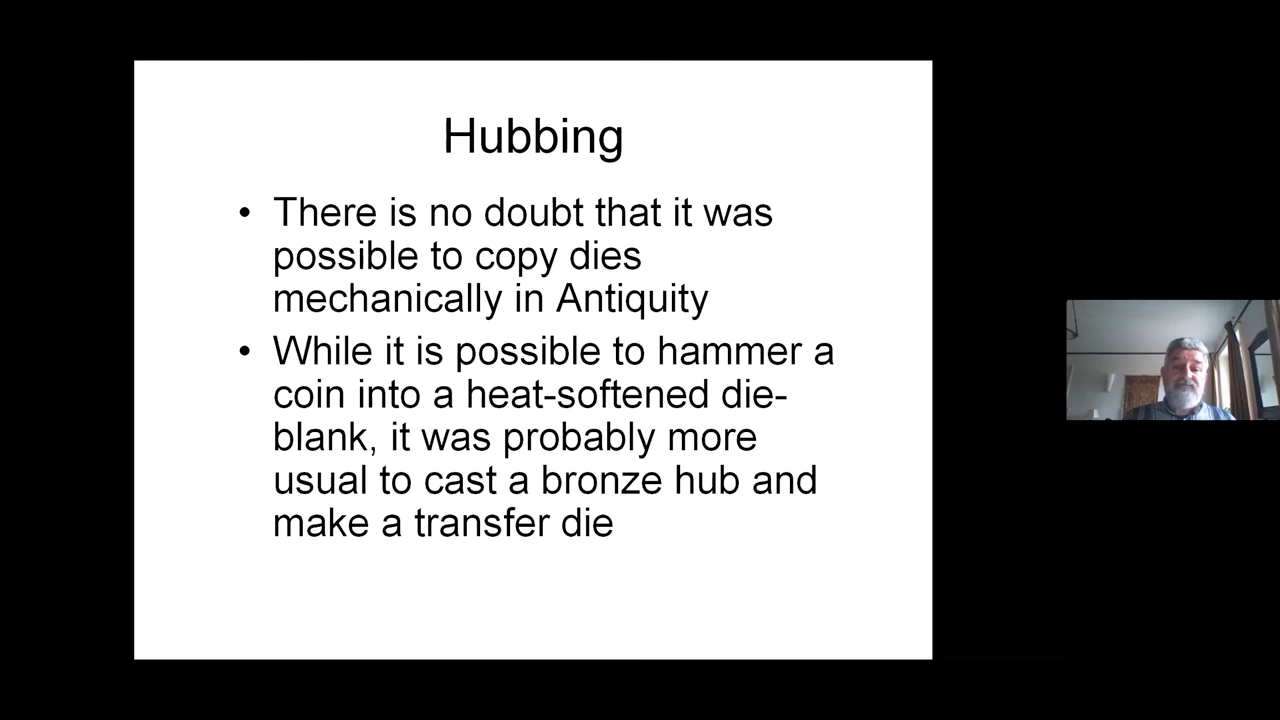 Hubbing
• There is no doubt that it was
possible to copy dies
mechanically in Antiquity
• While it is possible to hammer a
coin into a heat-softened die-
blank, it was probably more
usual to cast a bronze hub and
make a transfer die